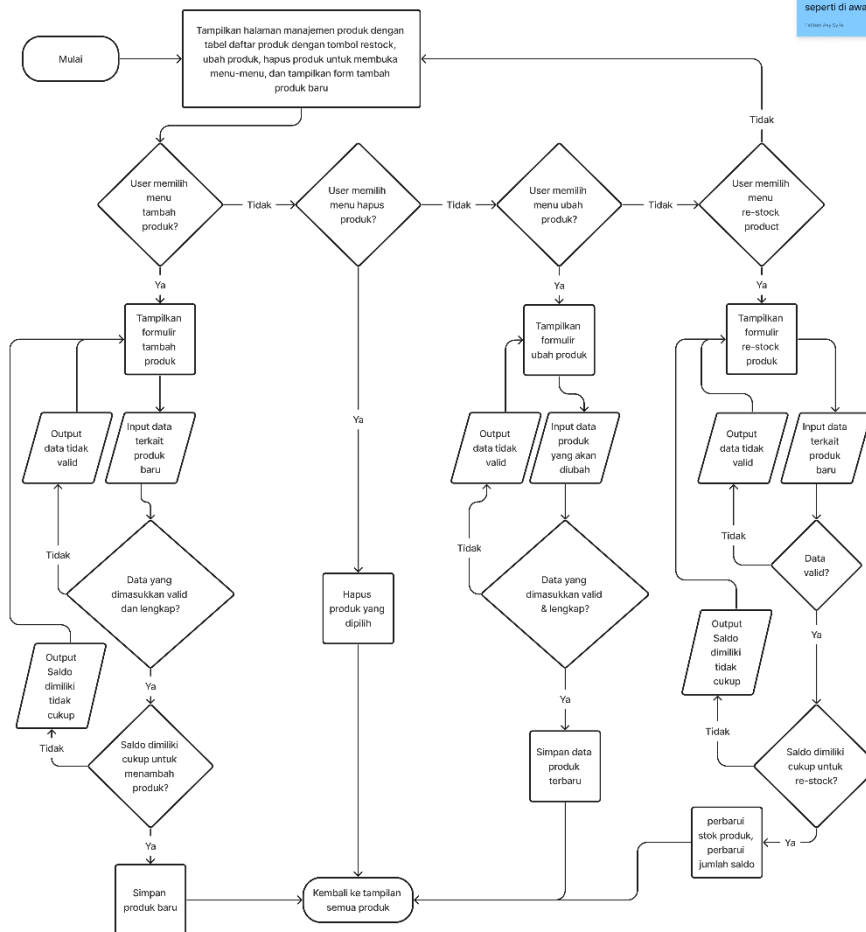 seperti di awa
Tampilkan halaman manajemen produk dengan
tabel daftar produk dengan tombol restock,
ubah produk, hapus produk untuk membuka
menu-menu, dan tampilkan form tambah
produk baru
Mulai
Tidak
User memilih
menu
tambah
produk?
Tidak
User memilih
menu hapus
produk?
Tidak
User memilih
menu ubah
produk?
Tidak
User memilih
menu
re-stock
product
Ya
Ya
Ya
Tampilkan
formulir
tambah
produk
Tampilkan
formulir
ubah produk
Tampilkan
formulir
re-stock
produk
Ya
Output
data tidak
valid
Input data
terkait
produk
baru
Output
data tidak
valid
Input data
produk
yang akan
diubah
Output
data tidak
valid
Input data
terkait
produk
baru
Tidak
Data yang
dimasukkan valid
dan lengkap?
Hapus
produk yang
dipilih
Tidak
Data yang
dimasukkan valid
& lengkap?
Tidak
Data
valid?
Ya
Output
Saldo
dimiliki
tidak
cukup
Ya
Ya
Output
Saldo
dimiliki
tidak
cukup
Tidak
Saldo dimiliki
cukup untuk
menambah
produk?
Simpan data
produk
terbaru
Tidak
Saldo dimiliki
cukup untuk
re-stock?
Ya
perbarui
stok produk,
perbarui
jumlah saldo
Ya
Simpan
produk baru
Kembali ke tampilan
semua produk